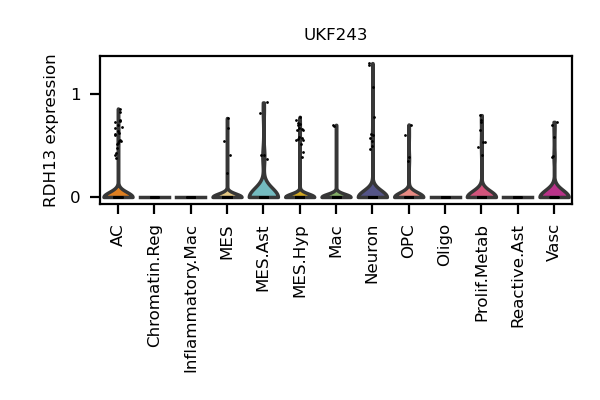 UKF243
RDH13 expression
1
0
AC
Chromatin.Reg
Inflammatory.Mac
MES
MES.Ast
MES.Hyp
Mac
Neuron
OPC
Oligo
Prolif.Metab
Reactive.Ast
Vasc